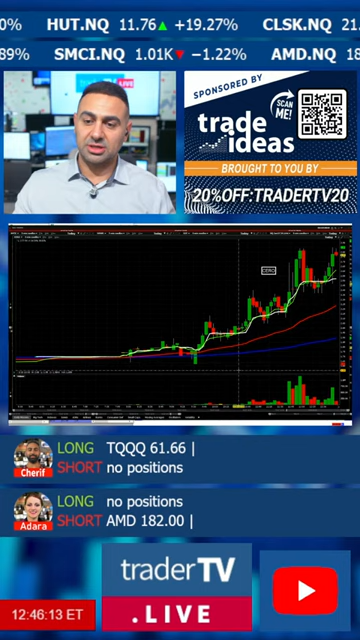 0% HUT.NQ 11.76▲ +19.27% CLSK.NQ 21.
89% SMCI.NQ 1.01K▼ −1.22% AMD.NQ 18
SPONSORED BY
SCAN ME!
trade ideas
BROUGHT TO YOU BY
20%OFF:TRADERTV20
LONG TQQQ 61.66 |
SHORT no positions
Cherif
LONG no positions
SHORT AMD 182.00 |
Adara
12:46:13 ET
traderTV
.LIVE